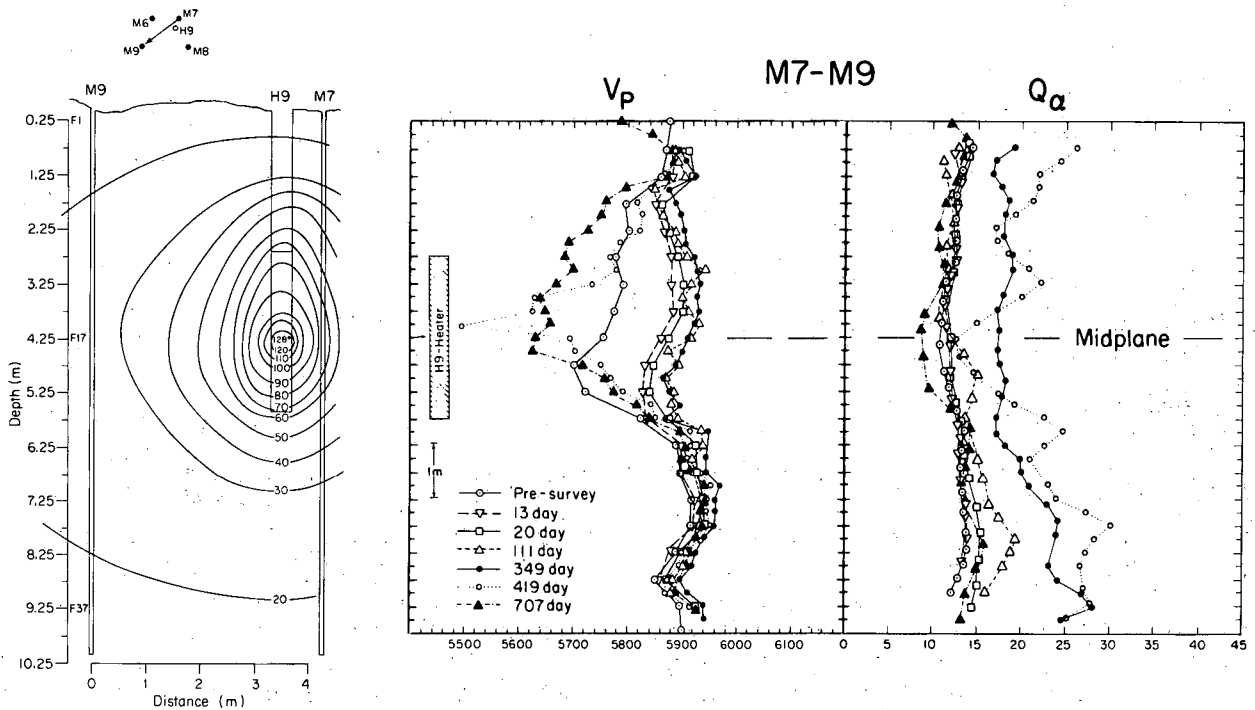 M6
M7
H9
M9
M8
M7-M9
M9
H9
M7
Vp
Qα
0.25
F1
1.25
2.25
3.25
4.25
F17
5.25
6.25
7.25
8.25
9.25
F37
10.25
Depth (m)
128°
120
110
100
90
80
70
60
50
40
30
20
0 1 2 3 4
Distance (m)
H9-Heater
1m
Midplane
Pre-survey
13 day
20 day
111 day
349 day
419 day
707 day
5500 5600 5700 5800 5900 6000 6100 6192
0 5 10 15 20 25 30 35 40 45